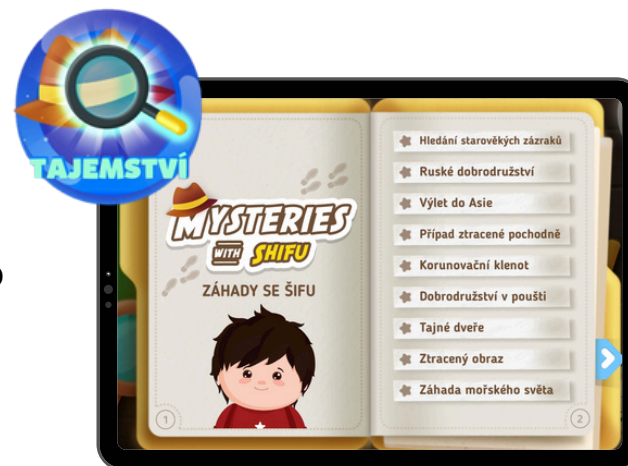 TAJEMSTVÍ
MYSTERIES
WITH SHIFU
ZÁHADY SE ŠIFU
1
Hledání starověkých zázraků
Ruské dobrodružství
Výlet do Asie
Případ ztracené pochodně
Korunovační klenot
Dobrodružství v poušti
Tajné dveře
Ztracený obraz
Záhada mořského světa
2